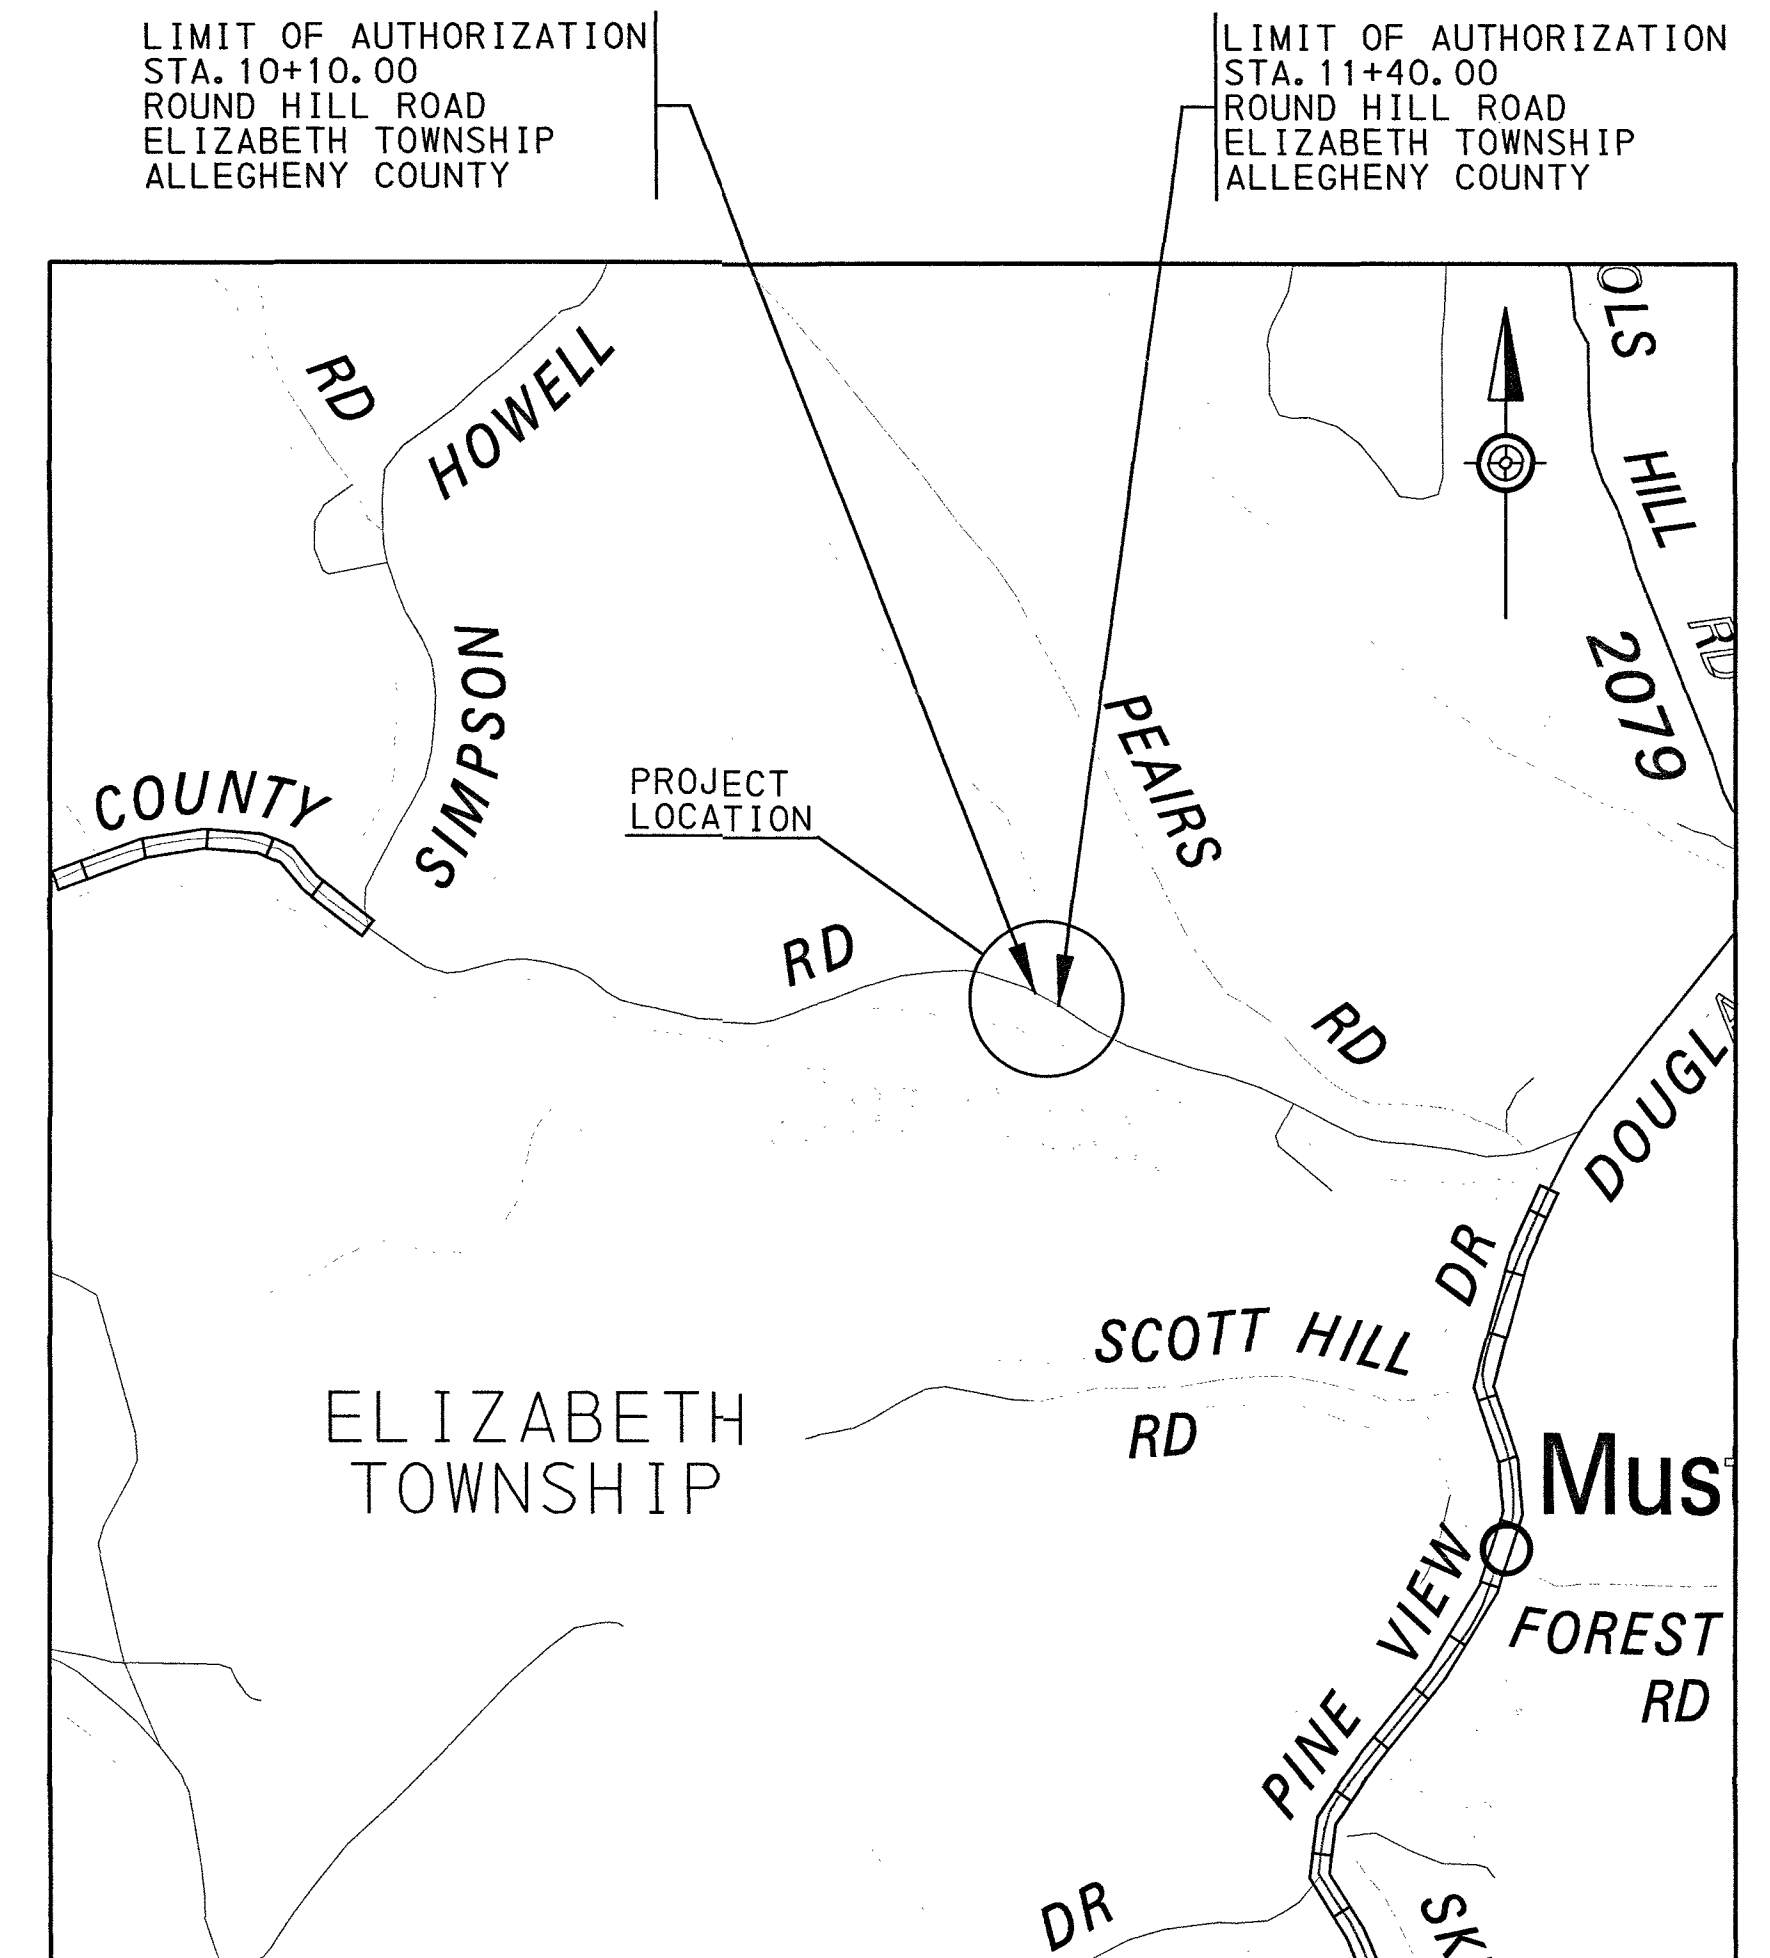 LIMIT OF AUTHORIZATION
STA. 10+10.00
ROUND HILL ROAD
ELIZABETH TOWNSHIP
ALLEGHENY COUNTY
LIMIT OF AUTHORIZATION
STA. 11+40.00
ROUND HILL ROAD
ELIZABETH TOWNSHIP
ALLEGHENY COUNTY
OLS HILL RD
2079
RD
HOWELL
SIMPSON
COUNTY
PROJECT
LOCATION
PEAIRS
RD
RD
DOUGLA
DR
SCOTT HILL
RD
ELIZABETH
TOWNSHIP
Mus
PINE VIEW
FOREST
RD
DR
SK